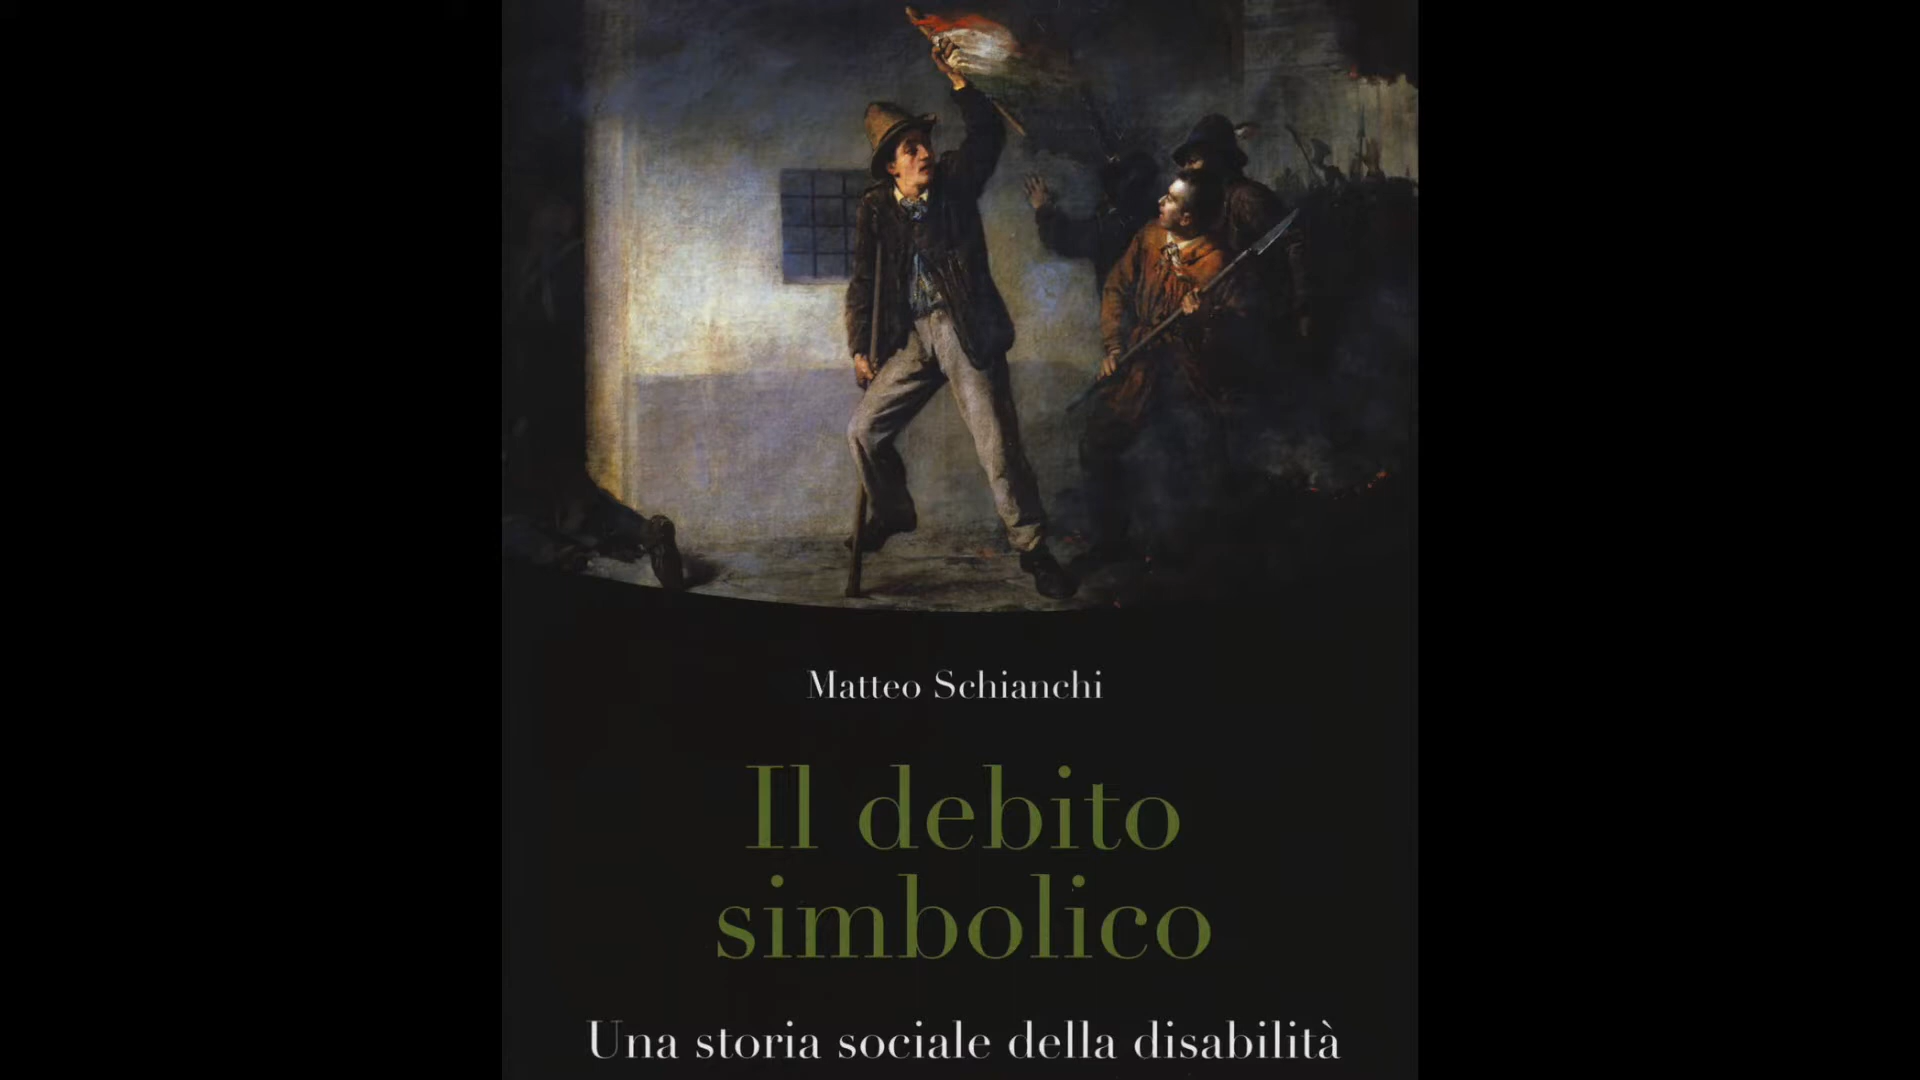 Matteo Schianchi
Il debito
simbolico
Una storia sociale della disabilità